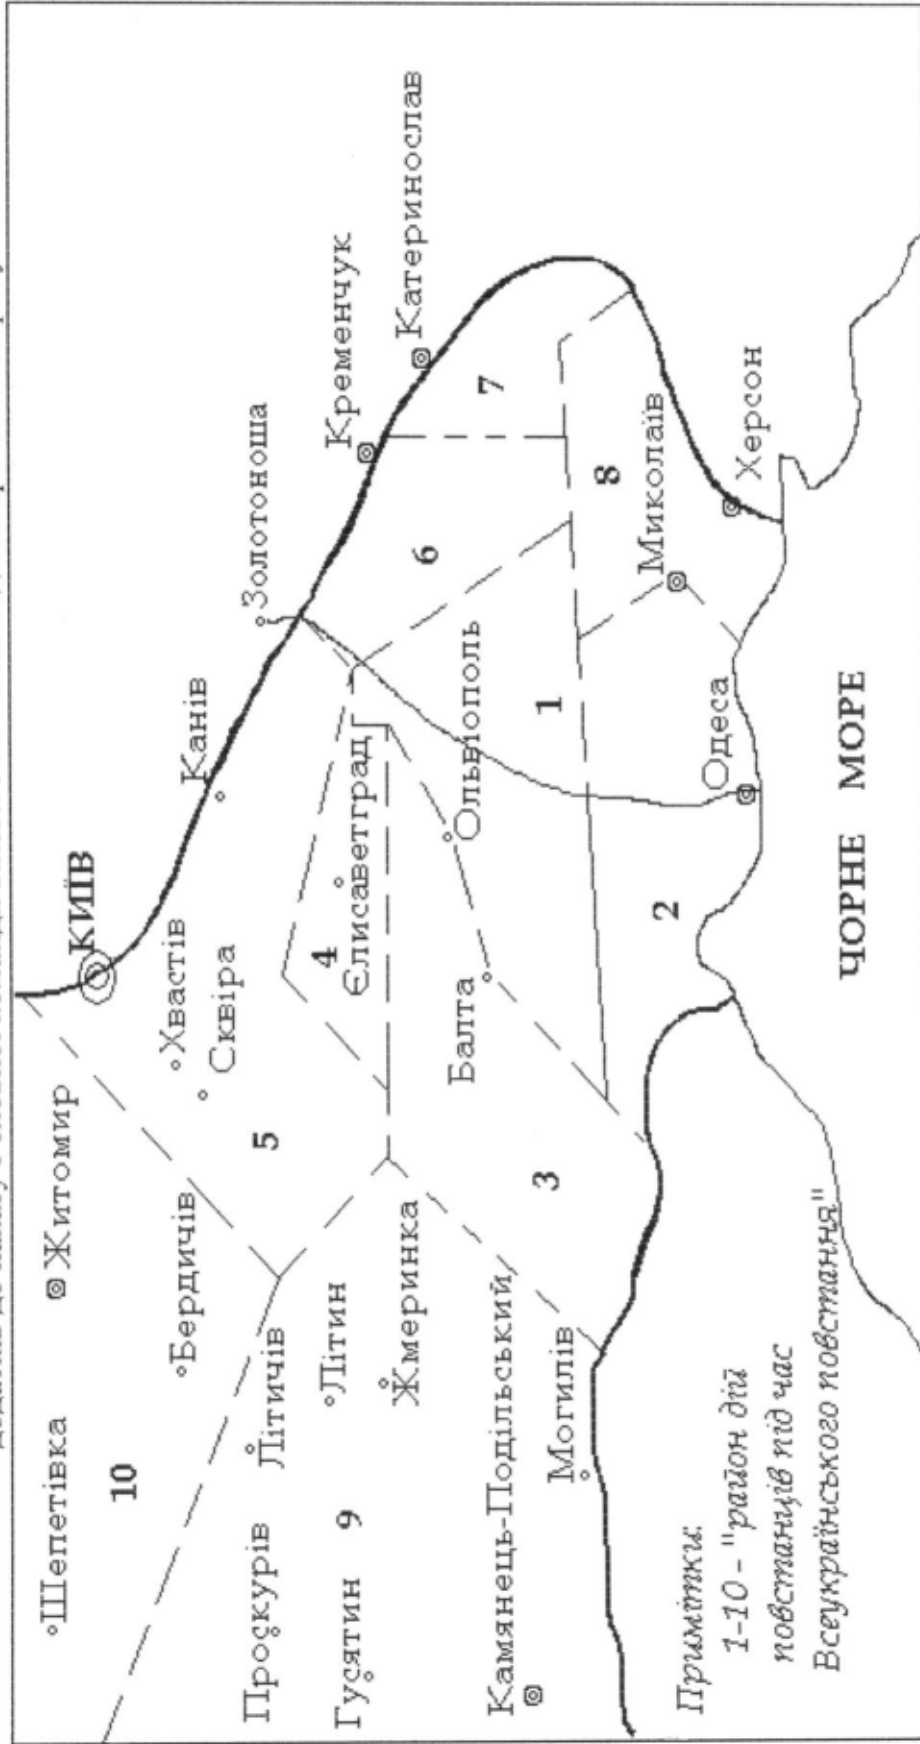 Шепетівка
Житомир
КИЇВ
10
Бердичів
Хвастів
Сквіра
Канів
Золотоноша
Проскурів
Літичів
5
4
Єлисаветград
Кременчук
Катеринослав
Гусятин
9
Літин
Жмеринка
Балта
Ольвіополь
6
7
Камянець-Подільський
Могилів
3
1
8
Миколаїв
2
Одеса
Херсон
ЧОРНЕ МОРЕ
Примітки:
1-10 - "район дій
повстанців під час
Всеукраїнського повстання"